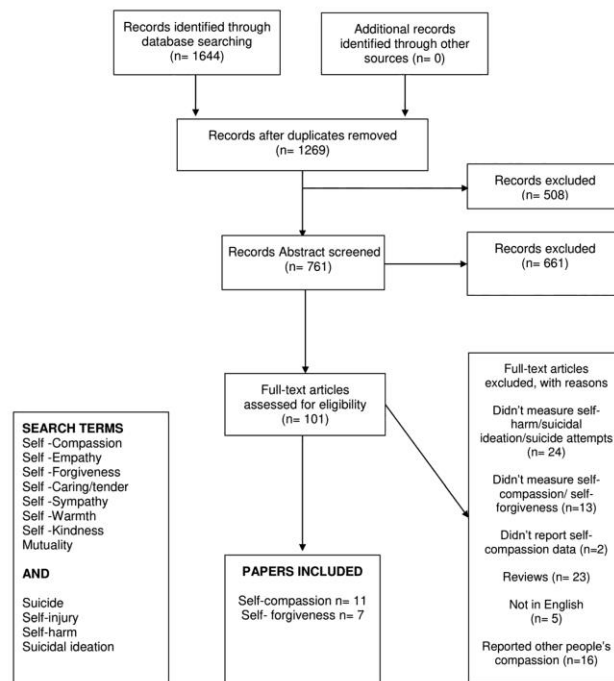 Records identified through
database searching
(n= 1644)
Additional records
identified through other
sources (n= 0)
Records after duplicates removed
(n= 1269)
Records excluded
(n= 508)
Records Abstract screened
(n= 761)
Records excluded
(n= 661)
Full-text articles
assessed for eligibility
(n= 101)
Full-text articles
excluded, with reasons
Didn't measure self-
harm/suicidal
ideation/suicide attempts
(n= 24)
Didn't measure self-
compassion/ self-
forgiveness (n=13)
Didn't report self-
compassion data (n=2)
Reviews (n= 23)
Not in English
(n= 5)
Reported other people's
compassion (n=16)
SEARCH TERMS
Self -Compassion
Self -Empathy
Self -Forgiveness
Self -Caring/tender
Self -Sympathy
Self -Warmth
Self -Kindness
Mutuality
AND
Suicide
Self-injury
Self-harm
Suicidal ideation
PAPERS INCLUDED
Self-compassion n= 11
Self- forgiveness n= 7